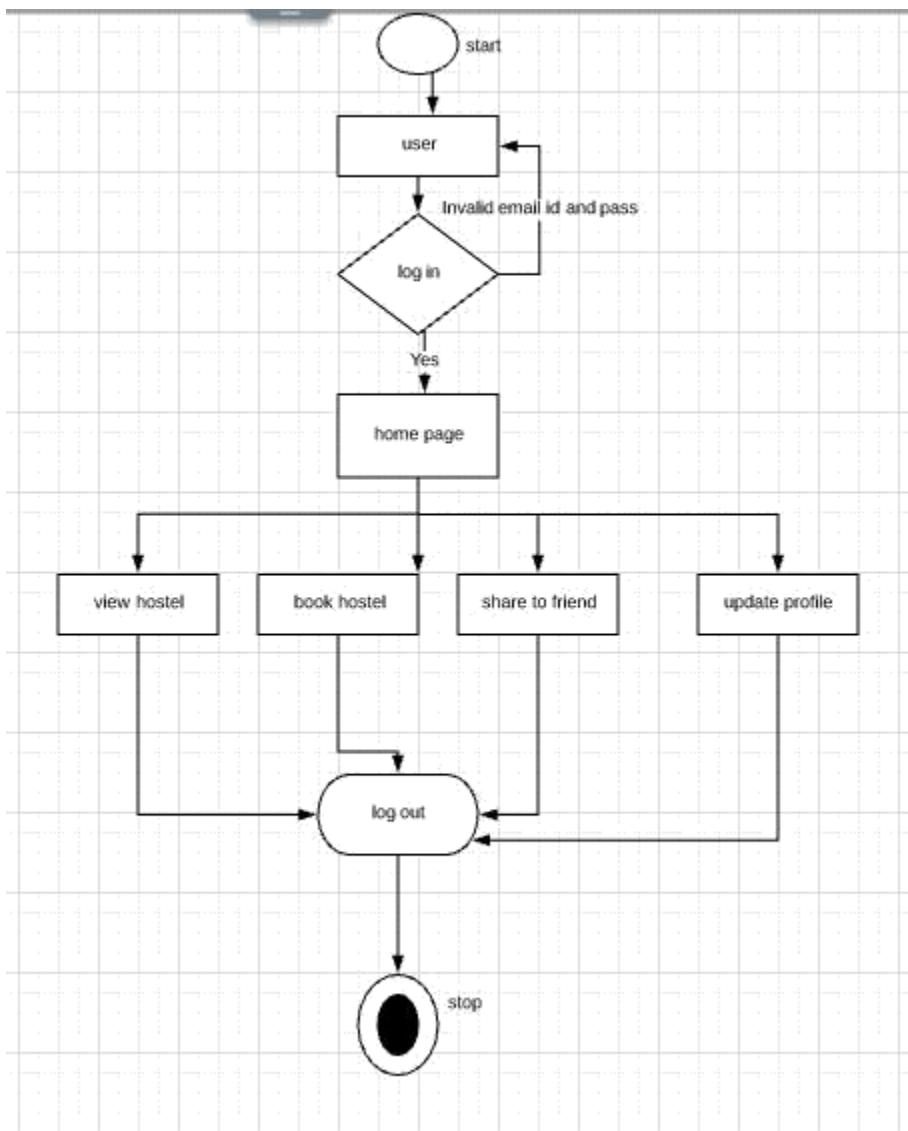 start
user
Invalid email id and pass
log in
Yes
home page
view hostel
book hostel
share to friend
update profile
log out
stop